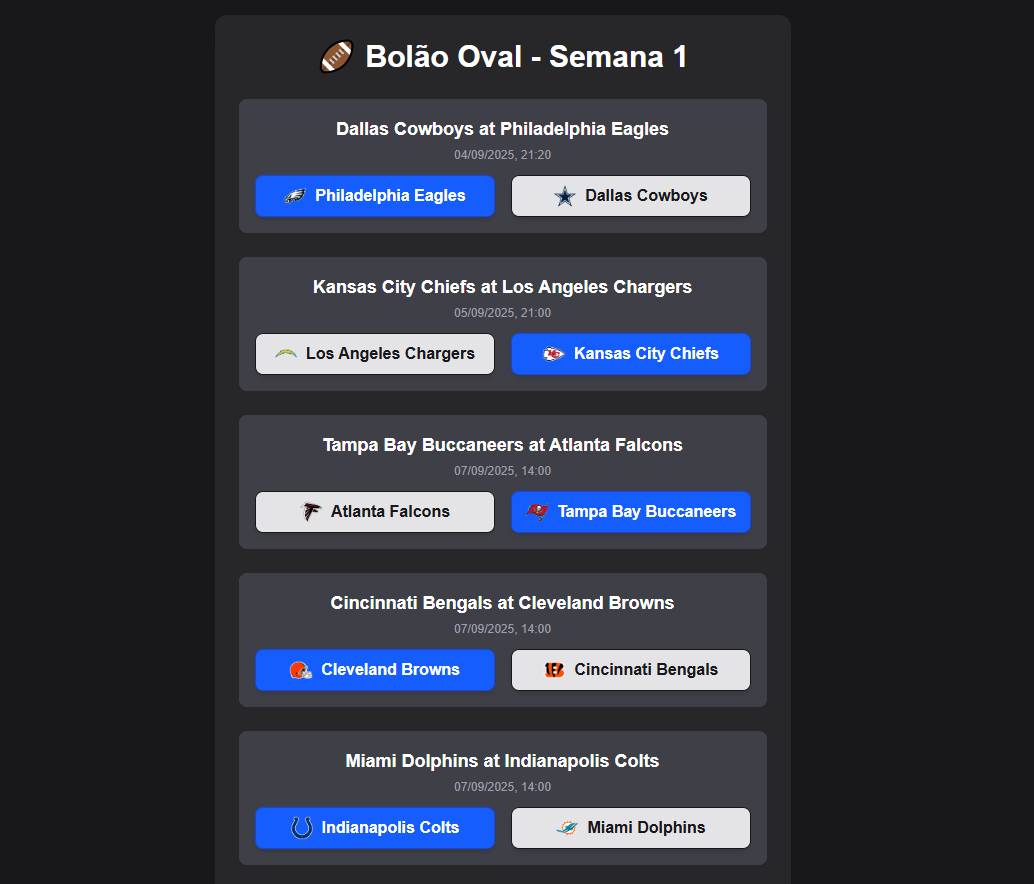 Bolão Oval - Semana 1
Dallas Cowboys at Philadelphia Eagles
04/09/2025, 21:20
Philadelphia Eagles
Dallas Cowboys
Kansas City Chiefs at Los Angeles Chargers
05/09/2025, 21:00
Los Angeles Chargers
Kansas City Chiefs
Tampa Bay Buccaneers at Atlanta Falcons
07/09/2025, 14:00
Atlanta Falcons
Tampa Bay Buccaneers
Cincinnati Bengals at Cleveland Browns
07/09/2025, 14:00
Cleveland Browns
Cincinnati Bengals
Miami Dolphins at Indianapolis Colts
07/09/2025, 14:00
Indianapolis Colts
Miami Dolphins